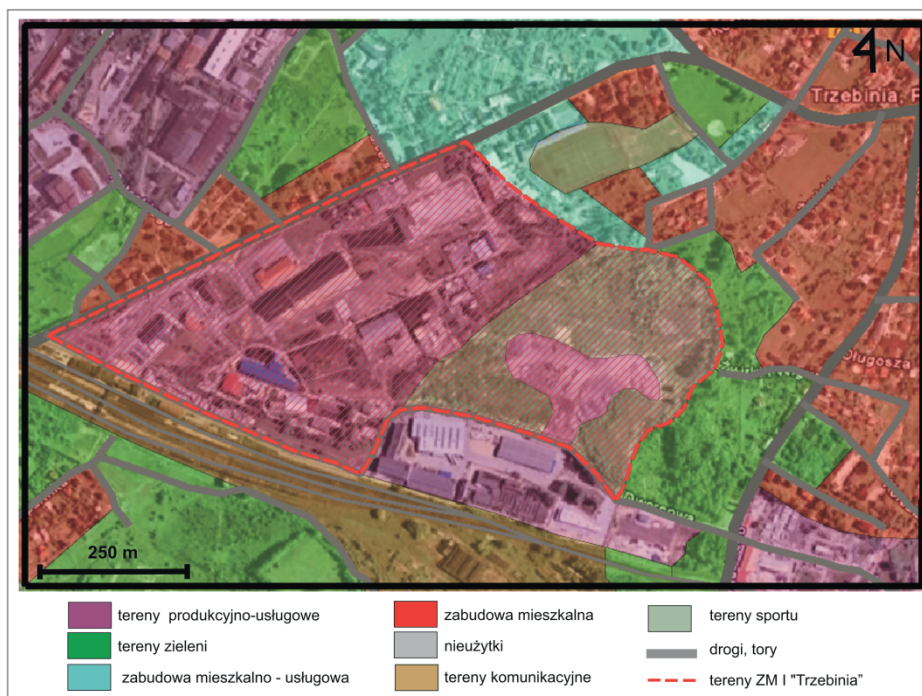 N
Trzebinia, P
Długosza
250 m
tereny produkcyjno-usługowe
zabudowa mieszkalna
tereny sportu
tereny zieleni
nieużytki
drogi, tory
zabudowa mieszkalno - usługowa
tereny komunikacyjne
tereny ZM I "Trzebinia”